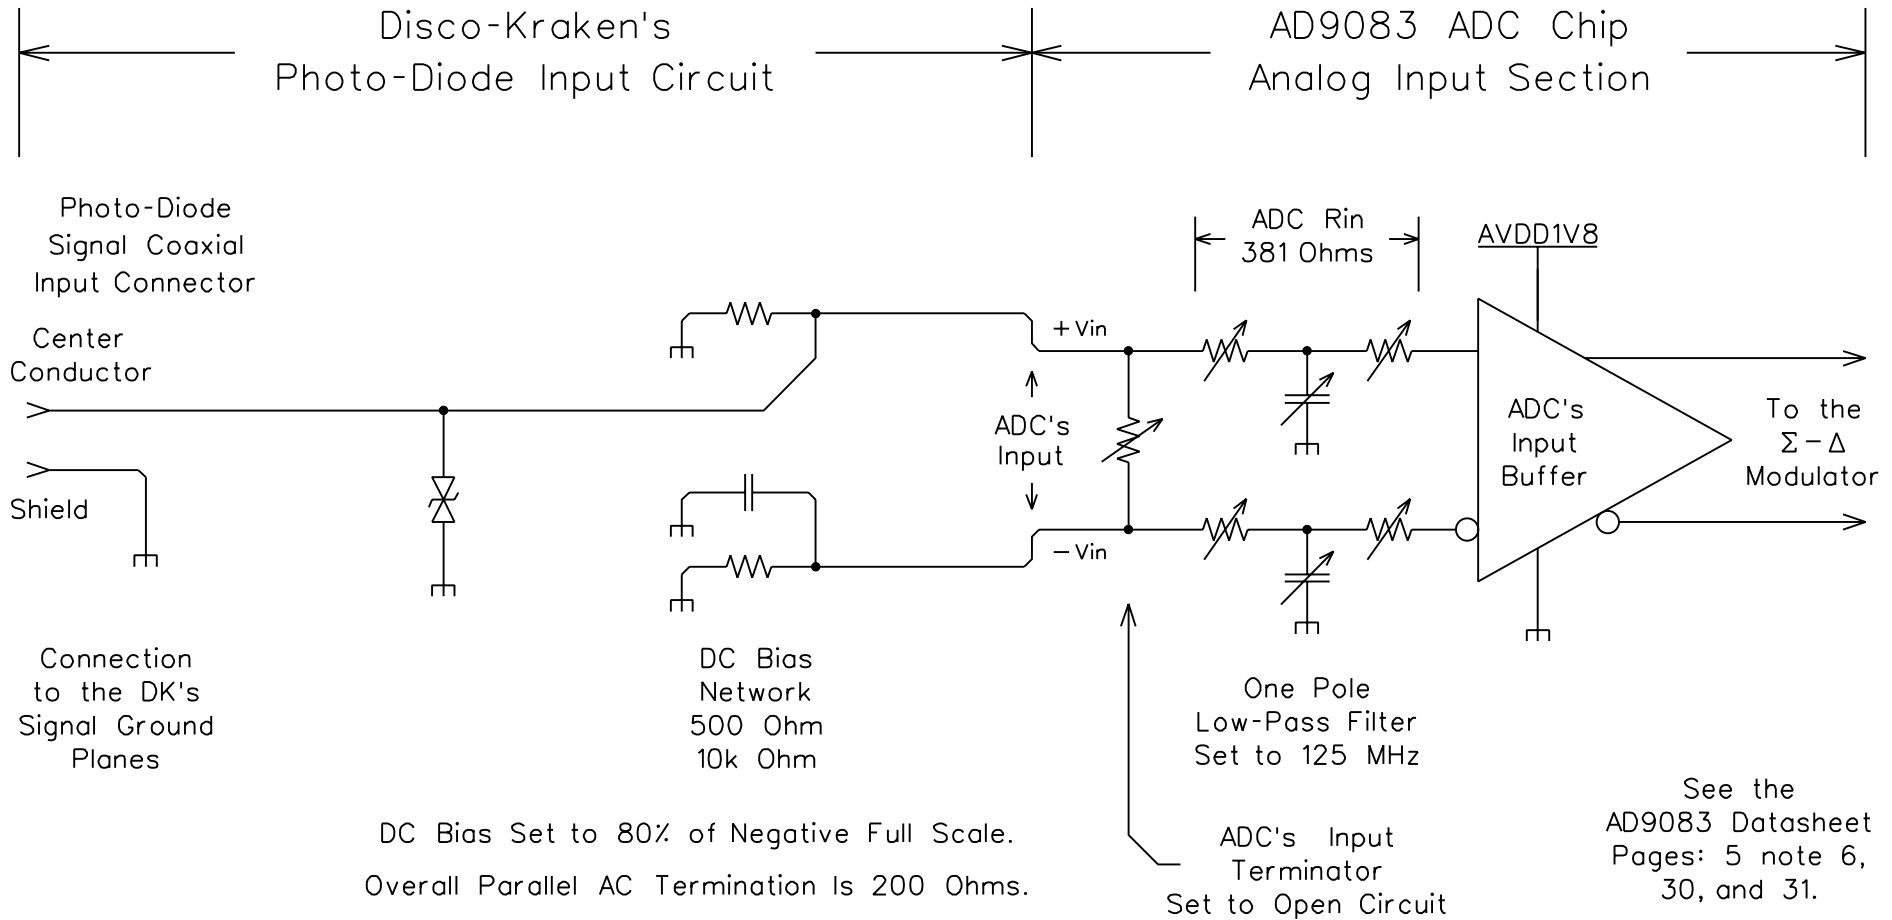 Disco-Kraken's
Photo-Diode Input Circuit
AD9083 ADC Chip
Analog Input Section
Photo-Diode
Signal Coaxial
Input Connector
Center
Conductor
Shield
Connection
to the DK's
Signal Ground
Planes
DC Bias
Network
500 Ohm
10k Ohm
DC Bias Set to 80% of Negative Full Scale.
Overall Parallel AC Termination Is 200 Ohms.
+ Vin
ADC's
Input
− Vin
ADC Rin
381 Ohms
AVDD1V8
ADC's
Input
Buffer
To the
Σ − Δ
Modulator
One Pole
Low-Pass Filter
Set to 125 MHz
ADC's Input
Terminator
Set to Open Circuit
See the
AD9083 Datasheet
Pages: 5 note 6,
30, and 31.